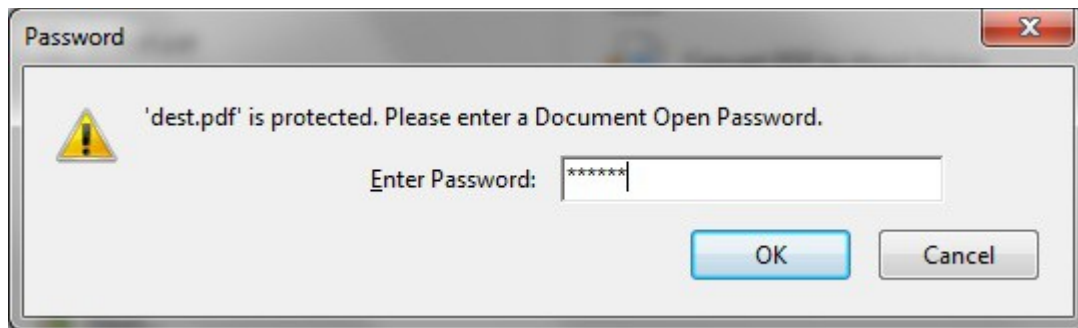 Password
'dest.pdf' is protected. Please enter a Document Open Password.
Enter Password: ******
OK Cancel